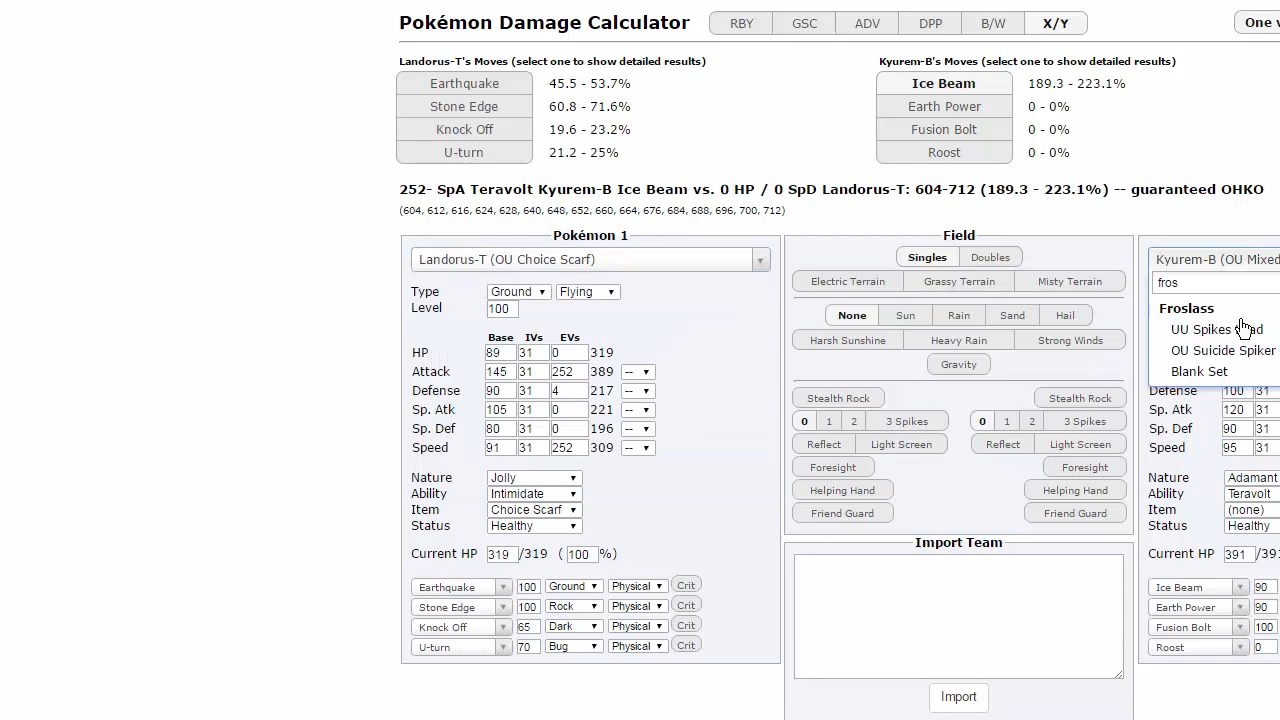 Pokémon Damage Calculator RBY GSC ADV DPP B/W X/Y One v
Landorus-T's Moves (select one to show detailed results)
Earthquake 45.5 - 53.7%
Stone Edge 60.8 - 71.6%
Knock Off 19.6 - 23.2%
U-turn 21.2 - 25%
Kyurem-B's Moves (select one to show detailed results)
Ice Beam 189.3 - 223.1%
Earth Power 0 - 0%
Fusion Bolt 0 - 0%
Roost 0 - 0%
252- SpA Teravolt Kyurem-B Ice Beam vs. 0 HP / 0 SpD Landorus-T: 604-712 (189.3 - 223.1%) -- guaranteed OHKO
(604, 612, 616, 624, 628, 640, 648, 652, 660, 664, 676, 684, 688, 696, 700, 712)
Pokémon 1
Landorus-T (OU Choice Scarf)
Type Ground Flying
Level 100
Base IVs EVs
HP 89 31 0 319
Attack 145 31 252 389 --
Defense 90 31 4 217 --
Sp. Atk 105 31 0 221 --
Sp. Def 80 31 0 196 --
Speed 91 31 252 309 --
Nature Jolly
Ability Intimidate
Item Choice Scarf
Status Healthy
Current HP 319 /319 ( 100 %)
Earthquake 100 Ground Physical Crit
Stone Edge 100 Rock Physical Crit
Knock Off 65 Dark Physical Crit
U-turn 70 Bug Physical Crit
Field
Singles Doubles
Electric Terrain Grassy Terrain Misty Terrain
None Sun Rain Sand Hail
Harsh Sunshine Heavy Rain Strong Winds
Gravity
Stealth Rock Stealth Rock
0 1 2 3 Spikes 0 1 2 3 Spikes
Reflect Light Screen Reflect Light Screen
Foresight Foresight
Helping Hand Helping Hand
Friend Guard Friend Guard
Import Team
Import
Kyurem-B (OU Mixed
fros
Froslass
UU Spikes
OU Suicide Spiker
Blank Set
Defense 100 31
Sp. Atk 120 31
Sp. Def 90 31
Speed 95 31
Nature Adamant
Ability Teravolt
Item (none)
Status Healthy
Current HP 391 /391
Ice Beam 90
Earth Power 90
Fusion Bolt 100
Roost 0